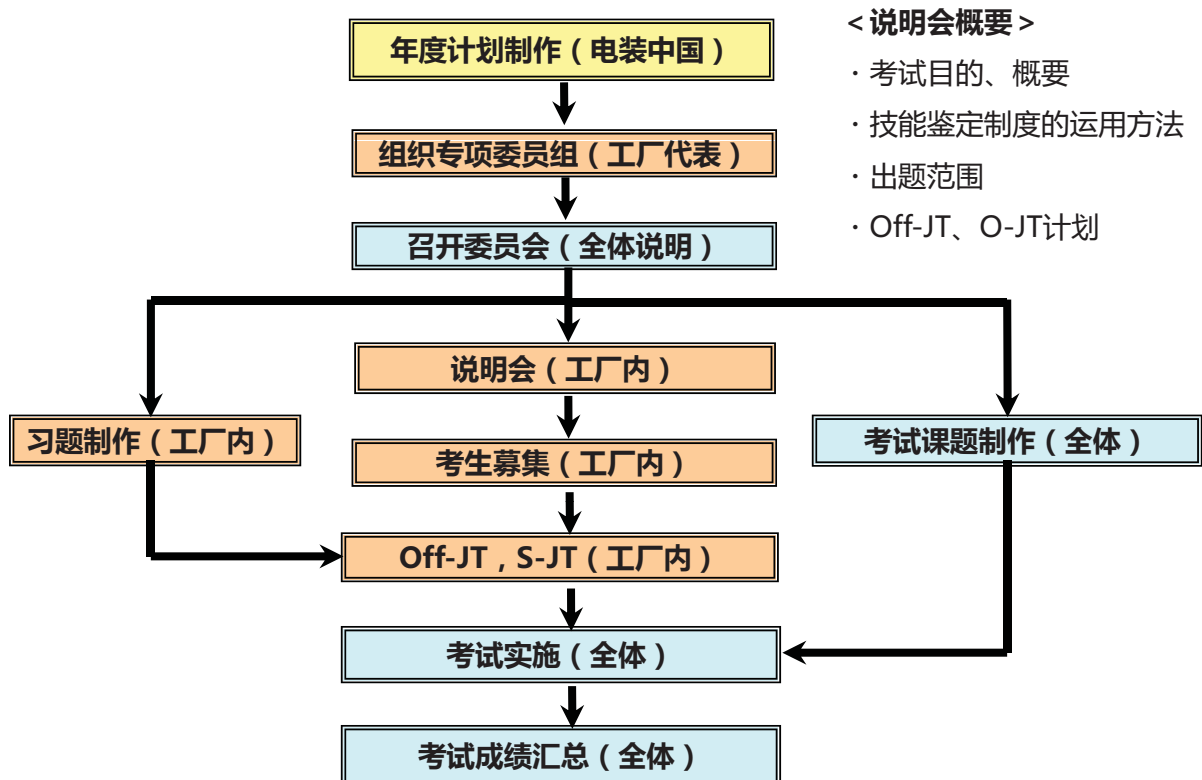 年度计划制作（电装中国）
组织专项委员组（工厂代表）
召开委员会（全体说明）
＜说明会概要＞
・考试目的、概要
・技能鉴定制度的运用方法
・出题范围
・Off-JT、O-JT计划
说明会（工厂内）
习题制作（工厂内）
考生募集（工厂内）
考试课题制作（全体）
Off-JT，S-JT（工厂内）
考试实施（全体）
考试成绩汇总（全体）